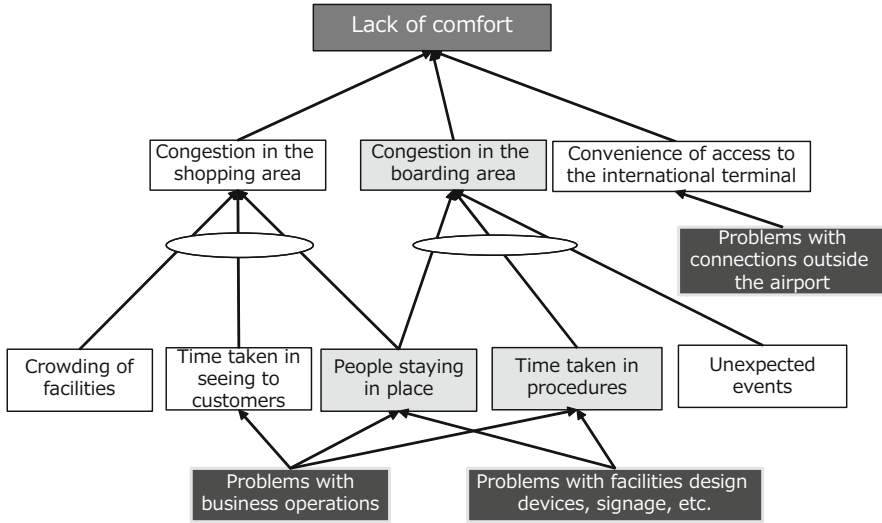 Lack of comfort
Congestion in the
shopping area
Congestion in the
boarding area
Convenience of access to
the international terminal
Problems with
connections outside
the airport
Crowding of
facilities
Time taken in
seeing to
customers
People staying
in place
Time taken in
procedures
Unexpected
events
Problems with
business operations
Problems with facilities design
devices, signage, etc.